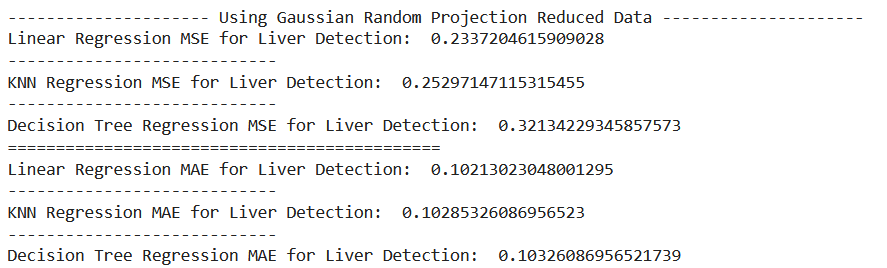 --------------------- Using Gaussian Random Projection Reduced Data ---------------------
Linear Regression MSE for Liver Detection:  0.2337204615909028
----------------------------
KNN Regression MSE for Liver Detection:  0.25297147115315455
----------------------------
Decision Tree Regression MSE for Liver Detection:  0.32134229345857573
=============================================
Linear Regression MAE for Liver Detection:  0.10213023048001295
----------------------------
KNN Regression MAE for Liver Detection:  0.10285326086956523
----------------------------
Decision Tree Regression MAE for Liver Detection:  0.10326086956521739